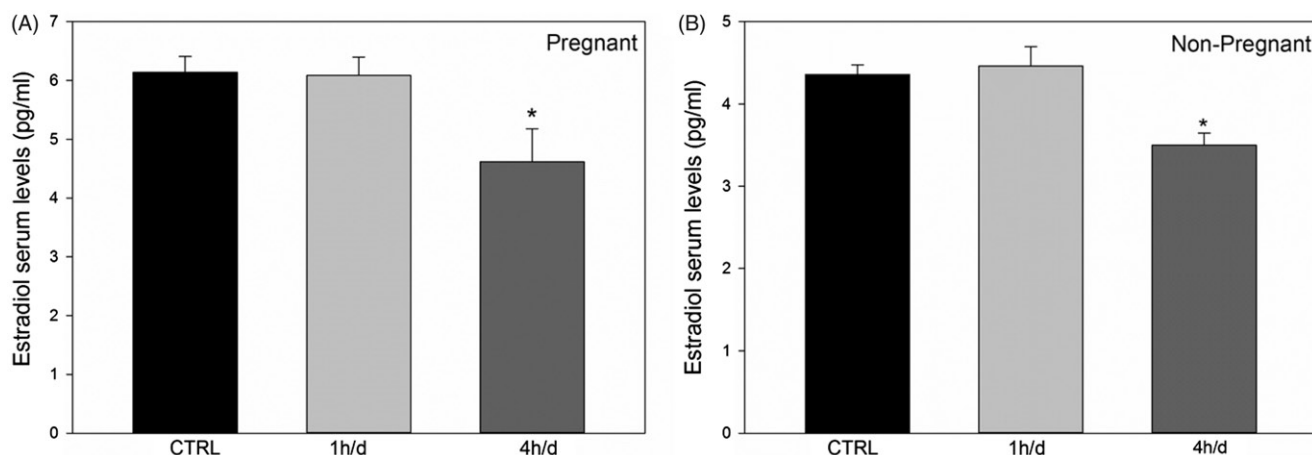 (A)
Pregnant
Estradiol serum levels (pg/ml)
7
6
5
4
3
2
1
0
*
CTRL 1h/d 4h/d
(B)
Non-Pregnant
Estradiol serum levels (pg/ml)
5
4
3
2
1
0
*
CTRL 1h/d 4h/d